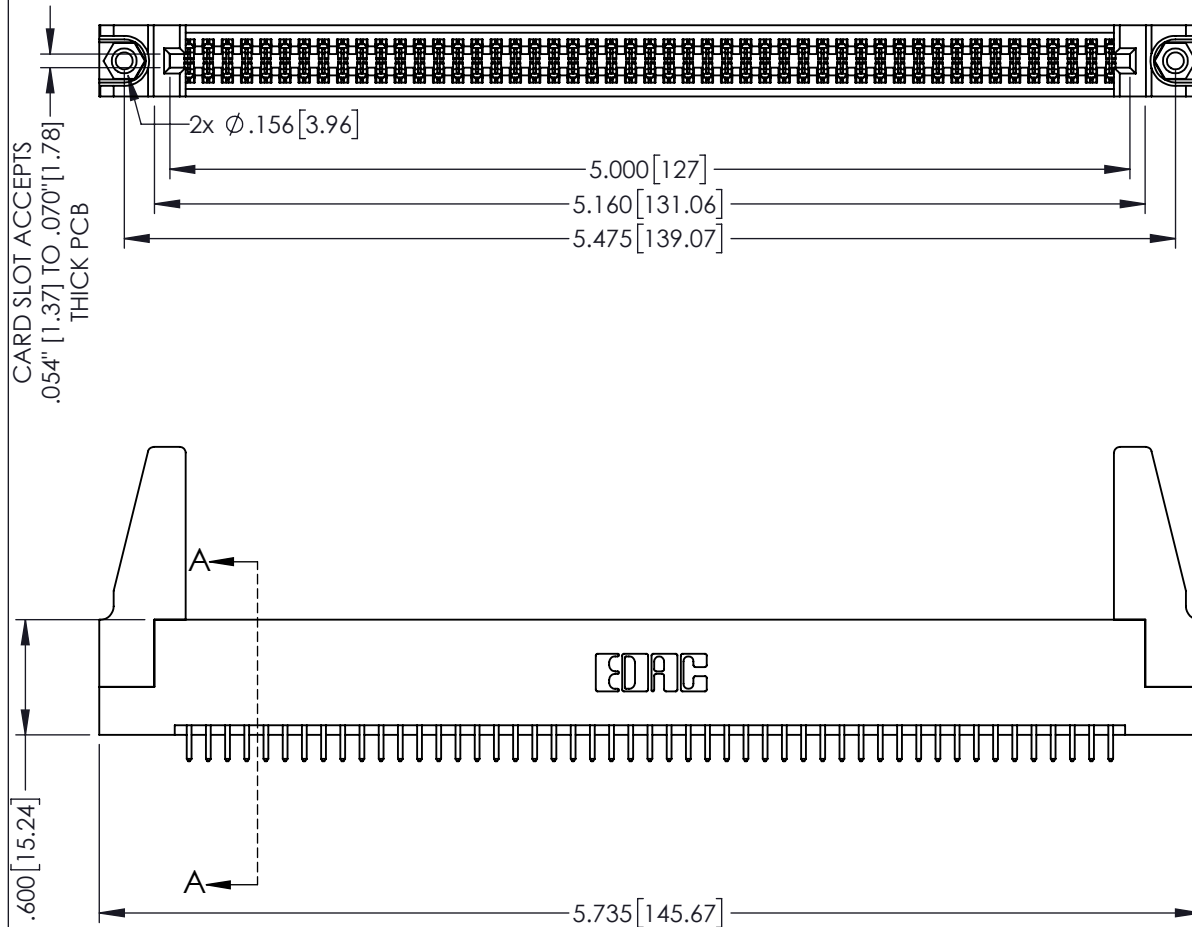 2x Ø.156[3.96]
5.000[127]
5.160[131.06]
5.475[139.07]
CARD SLOT ACCEPTS
.054" [1.37] TO .070"[1.78]
THICK PCB
A
EDAC
A
.600[15.24]
5.735[145.67]